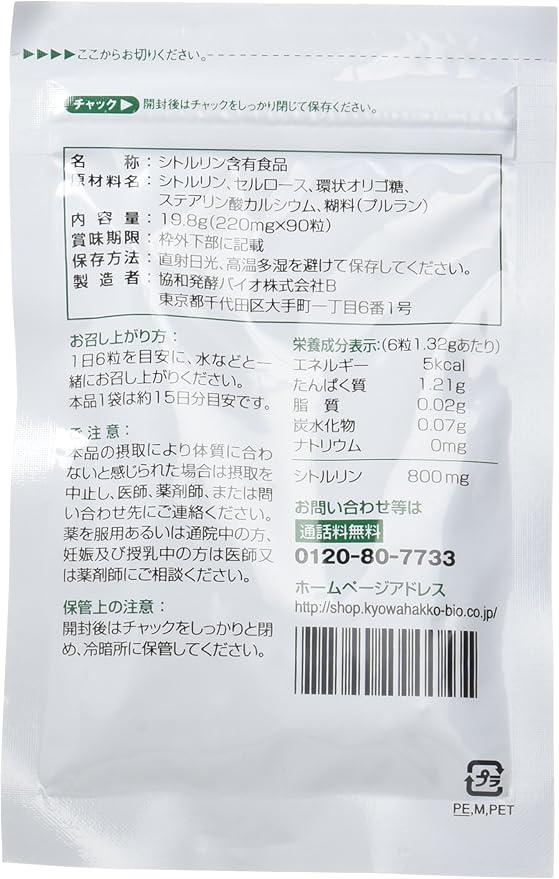 ▶▶▶▶ここからお切りください。
チャック▶ 開封後はチャックをしっかり閉じて保存ください。
名称:シトルリン含有食品
原材料名:シトルリン、セルロース、環状オリゴ糖、
ステアリン酸カルシウム、糊料(プルラン)
内容量:19.8g(220mg×90粒)
賞味期限:枠外下部に記載
保存方法:直射日光、高温多湿を避けて保存してください。
製造者:協和発酵バイオ株式会社B
東京都千代田区大手町一丁目6番1号
お召し上がり方:
1日6粒を目安に、水などと一
緒にお召し上がりください。
本品1袋は約15日分目安です。
ご注意:
本品の摂取により体質に合わ
ないと感じられた場合は摂取を
中止し、医師、薬剤師、または問
い合わせ先にご連絡ください。
薬を服用あるいは通院中の方、
妊娠及び授乳中の方は医師又
は薬剤師にご相談ください。
保管上の注意:
開封後はチャックをしっかりと閉
め、冷暗所に保管してください。
栄養成分表示:(6粒1.32gあたり)
エネルギー 5kcal
たんぱく質 1.21g
脂質 0.02g
炭水化物 0.07g
ナトリウム 0mg
シトルリン 800mg
お問い合わせ等は
通話料無料
0120-80-7733
ホームページアドレス
http://shop.kyowahakko-bio.co.jp/
プラ
PE,M,PET